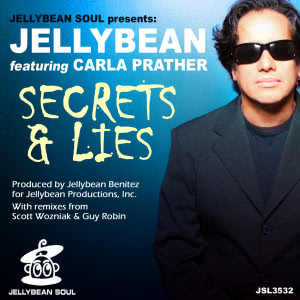 JELLYBEAN SOUL presents:
JELLYBEAN
featuring CARLA PRATHER
SECRETS
& LIES
Produced by Jellybean Benitez
for Jellybean Productions, Inc.
With remixes from
Scott Wozniak & Guy Robin
JELLYBEAN SOUL
JSL3532